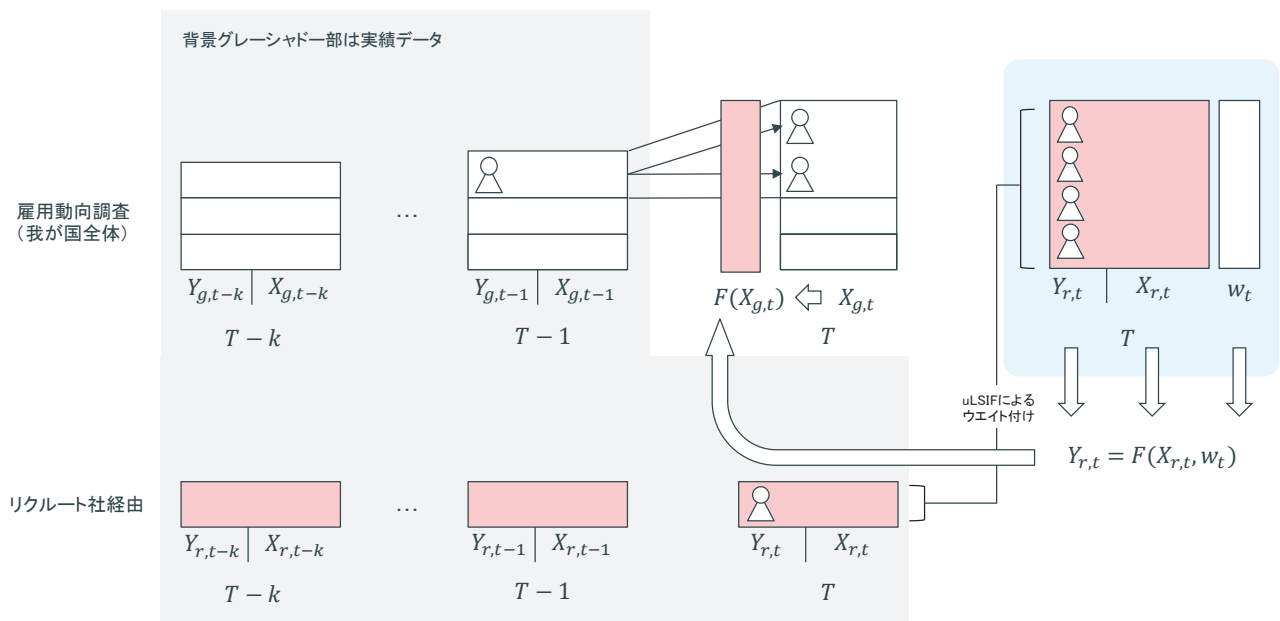 背景グレーシャドー部は実績データ
雇用動向調査
（我が国全体）
…
Y_{g,t−k} X_{g,t−k}
T − k
Y_{g,t−1} X_{g,t−1}
T − 1
F(X_{g,t}) X_{g,t}
T
Y_{r,t} X_{r,t} w_t
T
uLSIFによる
ウエイト付け
Y_{r,t} = F(X_{r,t}, w_t)
リクルート社経由
…
Y_{r,t−k} X_{r,t−k}
T − k
Y_{r,t−1} X_{r,t−1}
T − 1
Y_{r,t} X_{r,t}
T